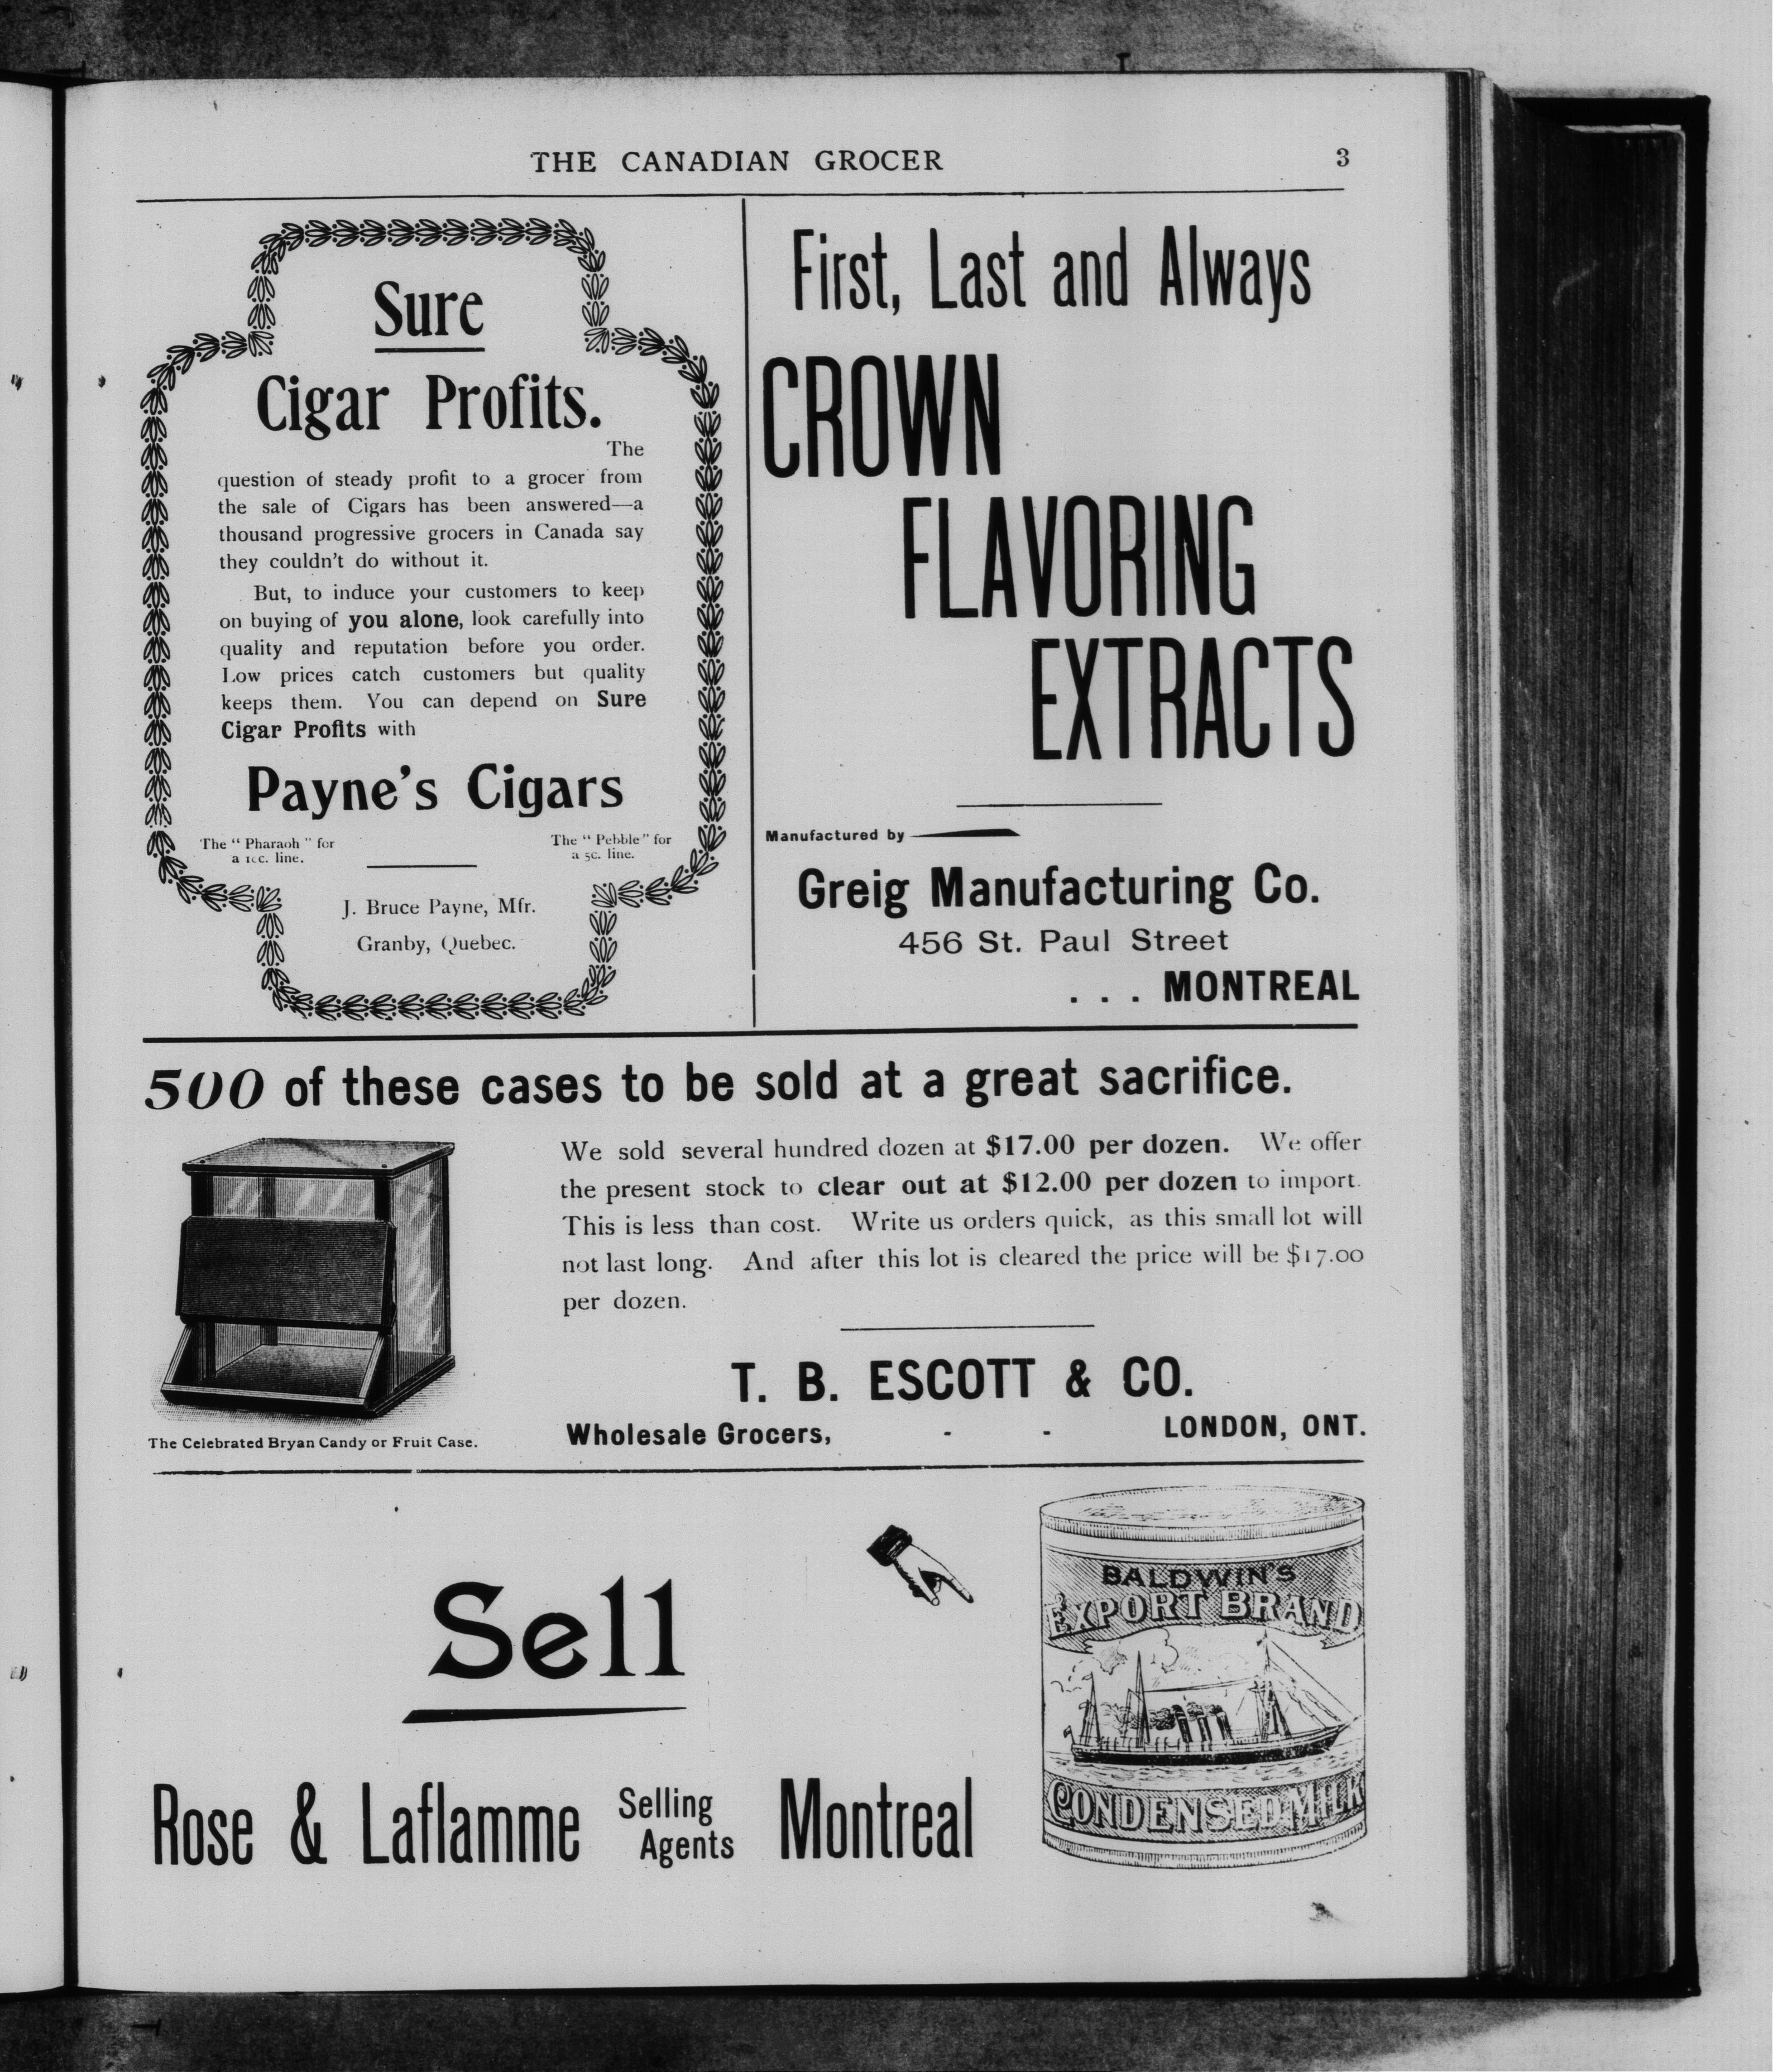 THE CANADIAN GROCER 3
Sure
Cigar Profits.
The
question of steady profit to a grocer from
the sale of Cigars has been answered—a
thousand progressive grocers in Canada say
they couldn't do without it.
But, to induce your customers to keep
on buying of you alone, look carefully into
quality and reputation before you order.
Low prices catch customers but quality
keeps them. You can depend on Sure
Cigar Profits with
Payne's Cigars
The "Pharaoh" for
a 10c. line.
The "Pebble" for
a 5c. line.
J. Bruce Payne, Mfr.
Granby, Quebec.
First, Last and Always
CROWN
FLAVORING
EXTRACTS
Manufactured by
Greig Manufacturing Co.
456 St. Paul Street
. . . MONTREAL
500 of these cases to be sold at a great sacrifice.
The Celebrated Bryan Candy or Fruit Case.
We sold several hundred dozen at $17.00 per dozen. We offer
the present stock to clear out at $12.00 per dozen to import.
This is less than cost. Write us orders quick, as this small lot will
not last long. And after this lot is cleared the price will be $17.00
per dozen.
T. B. ESCOTT & CO.
Wholesale Grocers, - - LONDON, ONT.
Sell
BALDWIN'S
EXPORT BRAND
CONDENSED MILK
Rose & Laflamme Selling
Agents Montreal